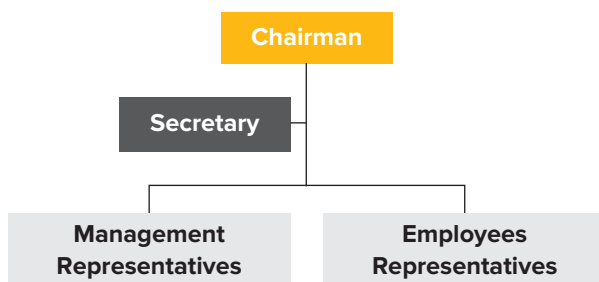 Chairman
Secretary
Management
Representatives
Employees
Representatives